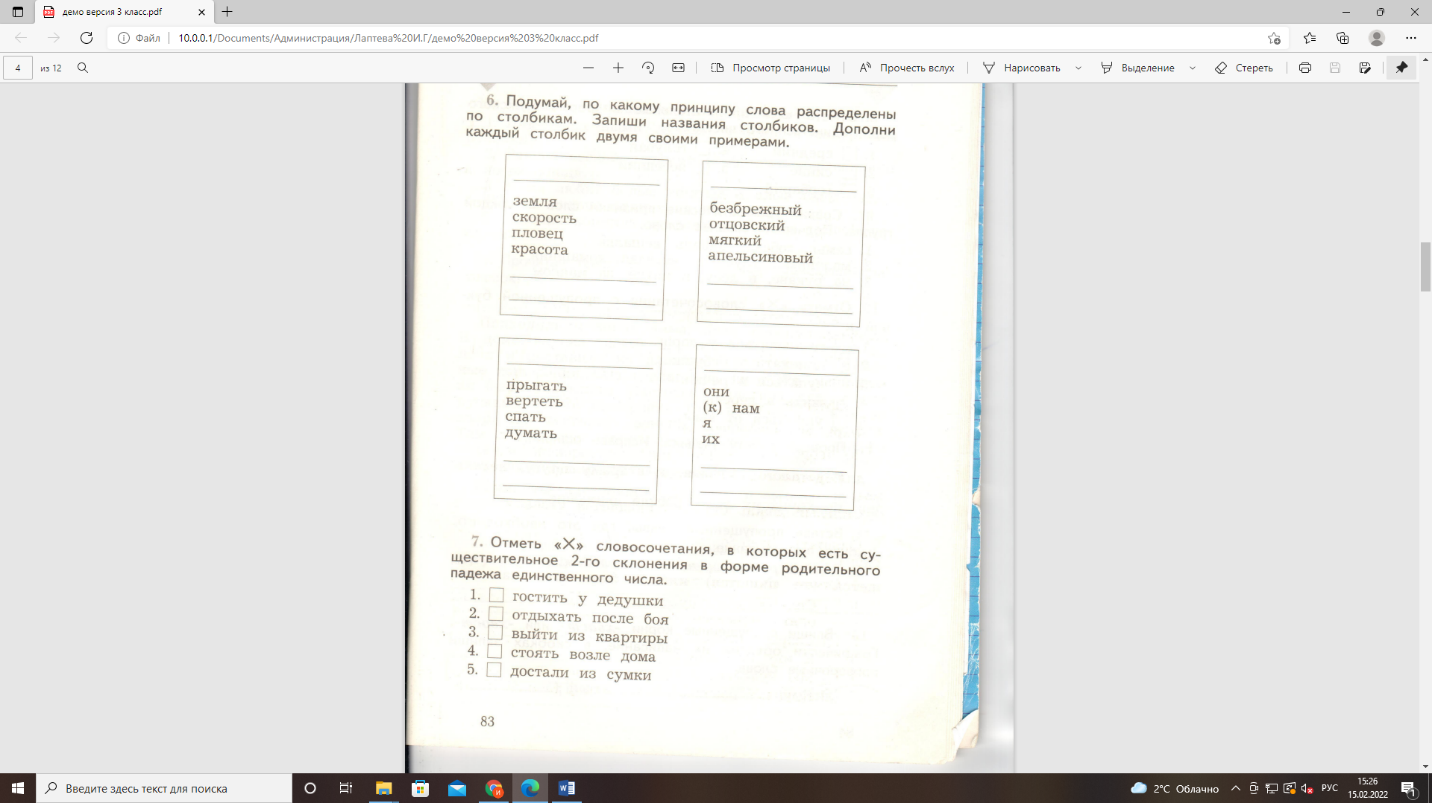 демо версия 3 класс.pdf
Файл 10.0.0.1/Documents/Администрация/Лаптева%20И.Г/демо%20версия%203%20класс.pdf
4 из 12 Просмотр страницы Прочесть вслух Нарисовать Выделение Стереть
6. Подумай, по какому принципу слова распределены
по столбикам. Запиши названия столбиков. Дополни
каждый столбик двумя своими примерами.
земля
скорость
пловец
красота
безбрежный
отцовский
мягкий
апельсиновый
прыгать
вертеть
спать
думать
они
(к) нам
я
их
7. Отметь «X» словосочетания, в которых есть су-
ществительное 2-го склонения в форме родительного
падежа единственного числа.
1. гостить у дедушки
2. отдыхать после боя
3. выйти из квартиры
4. стоять возле дома
5. достали из сумки
83
Введите здесь текст для поиска
2°C Облачно
РУС
15:26
15.02.2022
1